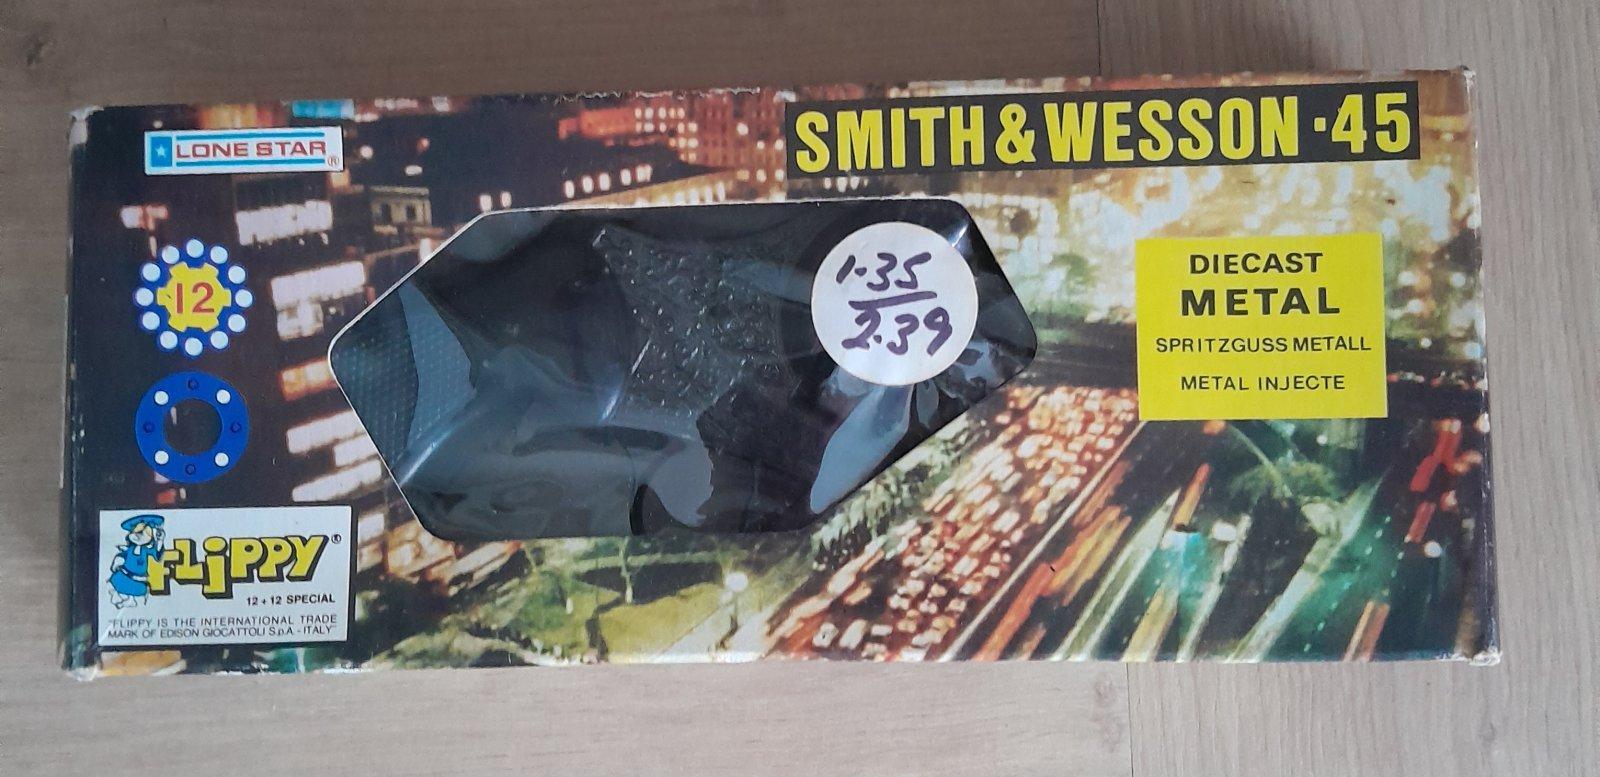 LONE STAR ®
SMITH & WESSON ·45
12
1·35
2·39
DIECAST
METAL
SPRITZGUSS METALL
METAL INJECTE
FLiPPY ®
12+12 SPECIAL
"FLIPPY IS THE INTERNATIONAL TRADE
MARK OF EDISON GIOCATTOLI S.p.A. - ITALY"